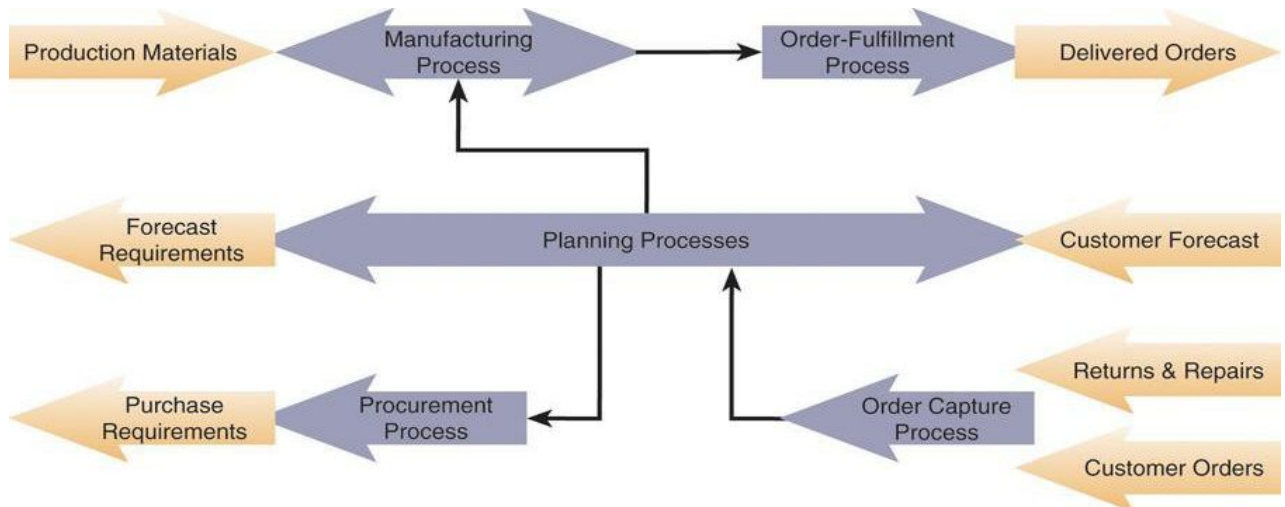 Production Materials
Manufacturing
Process
Order-Fulfillment
Process
Delivered Orders
Forecast
Requirements
Planning Processes
Customer Forecast
Purchase
Requirements
Procurement
Process
Order Capture
Process
Returns & Repairs
Customer Orders